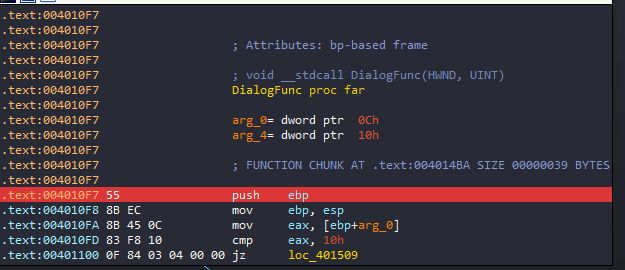 .text:004010F7
.text:004010F7
.text:004010F7 ; Attributes: bp-based frame
.text:004010F7
.text:004010F7 ; void __stdcall DialogFunc(HWND, UINT)
.text:004010F7 DialogFunc proc far
.text:004010F7
.text:004010F7 arg_0= dword ptr  0Ch
.text:004010F7 arg_4= dword ptr  10h
.text:004010F7
.text:004010F7 ; FUNCTION CHUNK AT .text:004014BA SIZE 00000039 BYTES
.text:004010F7
.text:004010F7 55 push ebp
.text:004010F8 8B EC mov ebp, esp
.text:004010FA 8B 45 0C mov eax, [ebp+arg_0]
.text:004010FD 83 F8 10 cmp eax, 10h
.text:00401100 0F 84 03 04 00 00 jz loc_401509